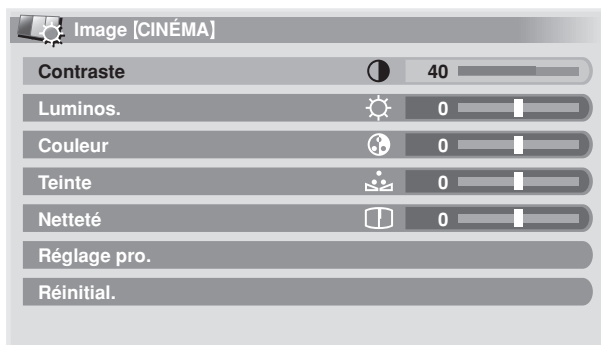 Image [CINÉMA]
Contraste 40
Luminos. 0
Couleur 0
Teinte 0
Netteté 0
Réglage pro.
Réinitial.